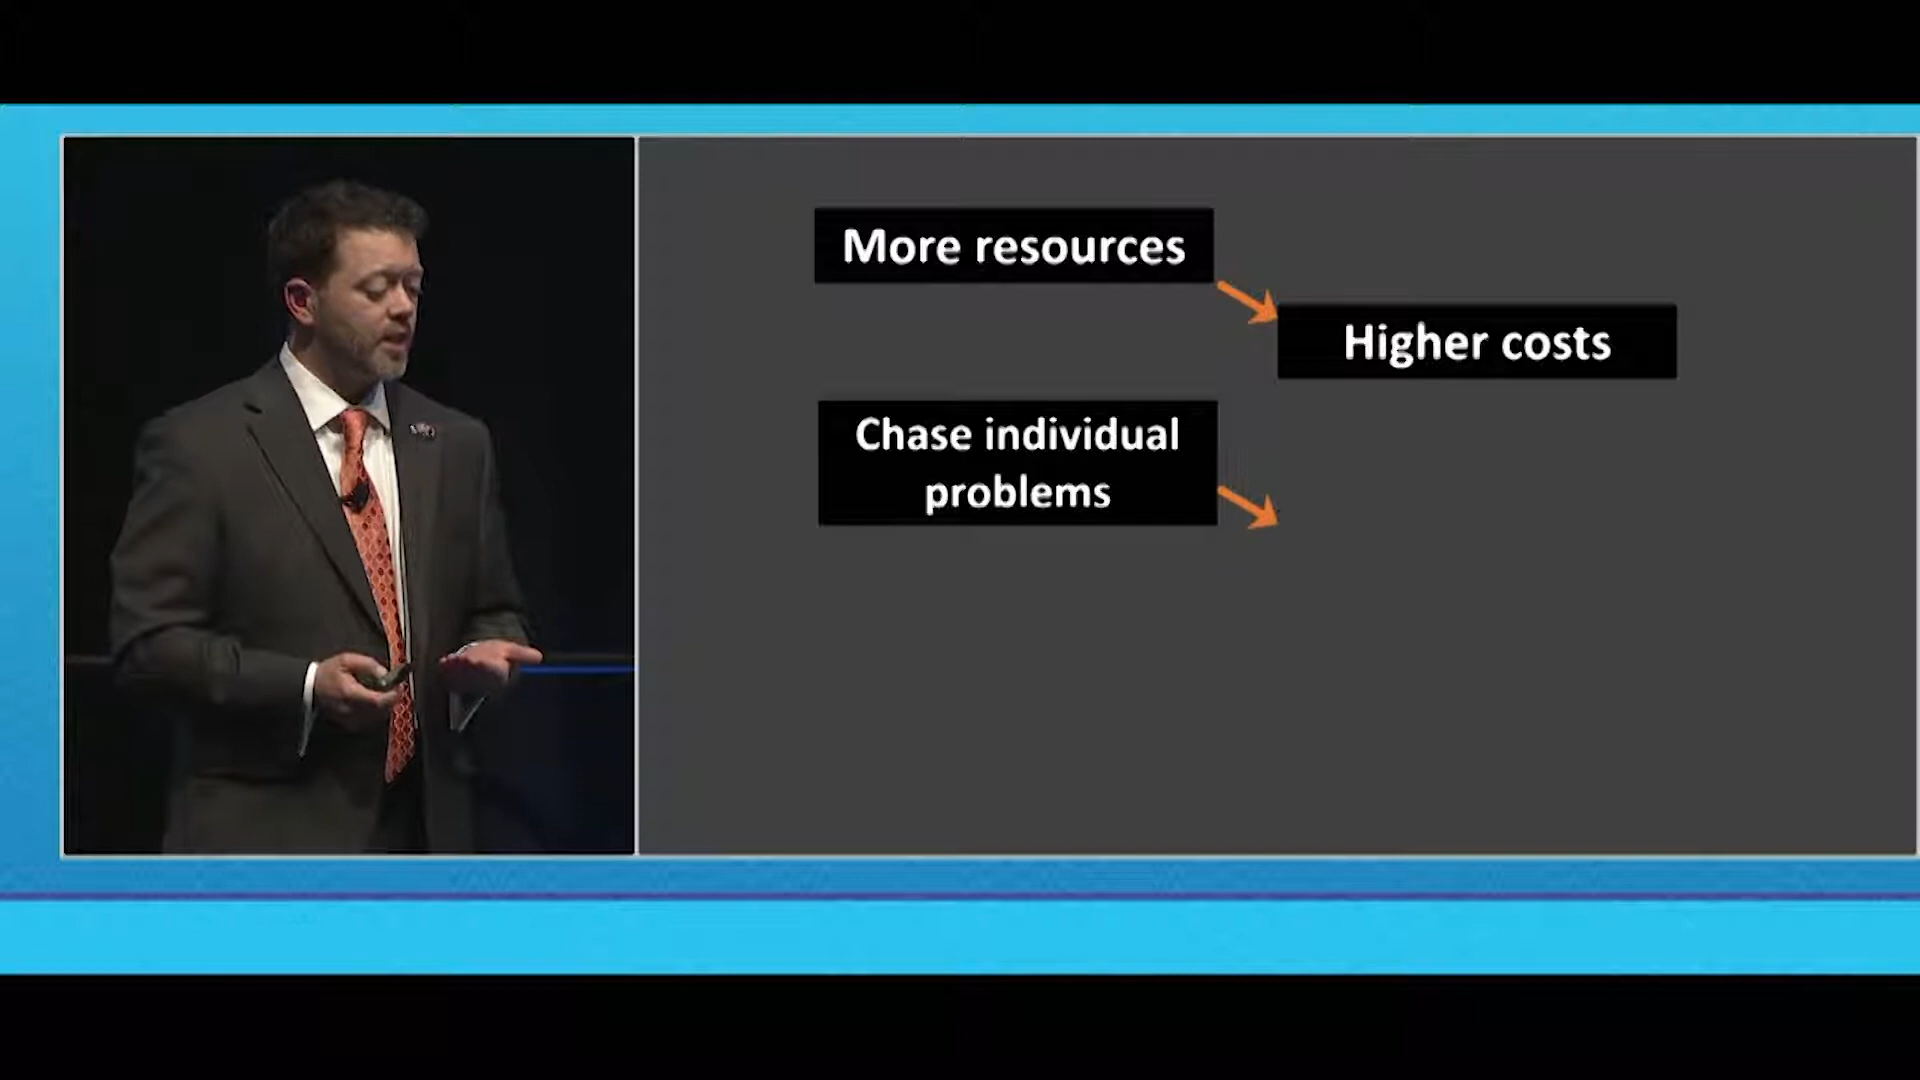 More resources
Higher costs
Chase individual
problems